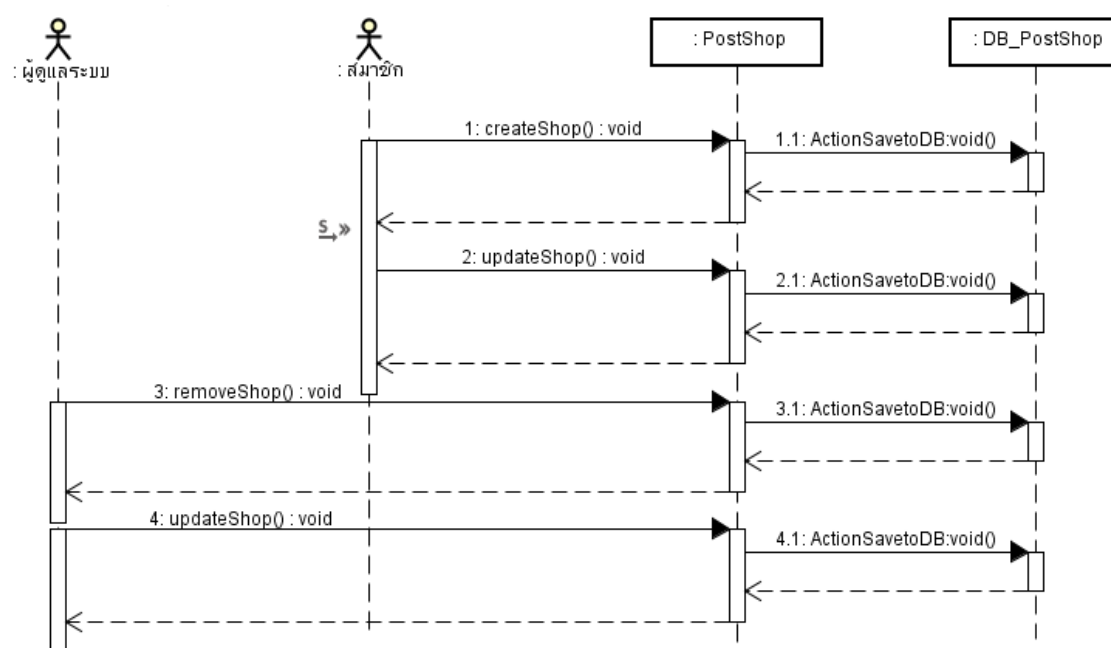 : ผู้ดูแลระบบ
: สมาชิก
: PostShop
: DB_PostShop
1: createShop() : void
1.1: ActionSavetoDB:void()
S
2: updateShop() : void
2.1: ActionSavetoDB:void()
3: removeShop() : void
3.1: ActionSavetoDB:void()
4: updateShop() : void
4.1: ActionSavetoDB:void()